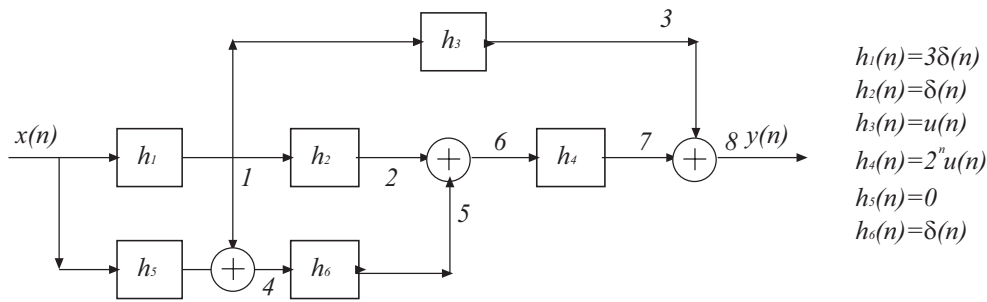 3
h₃
h₁(n)=3δ(n)
h₂(n)=δ(n)
h₃(n)=u(n)
h₄(n)=2ⁿu(n)
h₅(n)=0
h₆(n)=δ(n)
x(n)
h₁
1
h₂
2
+
6
h₄
7
+
8 y(n)
5
h₅
+
4
h₆